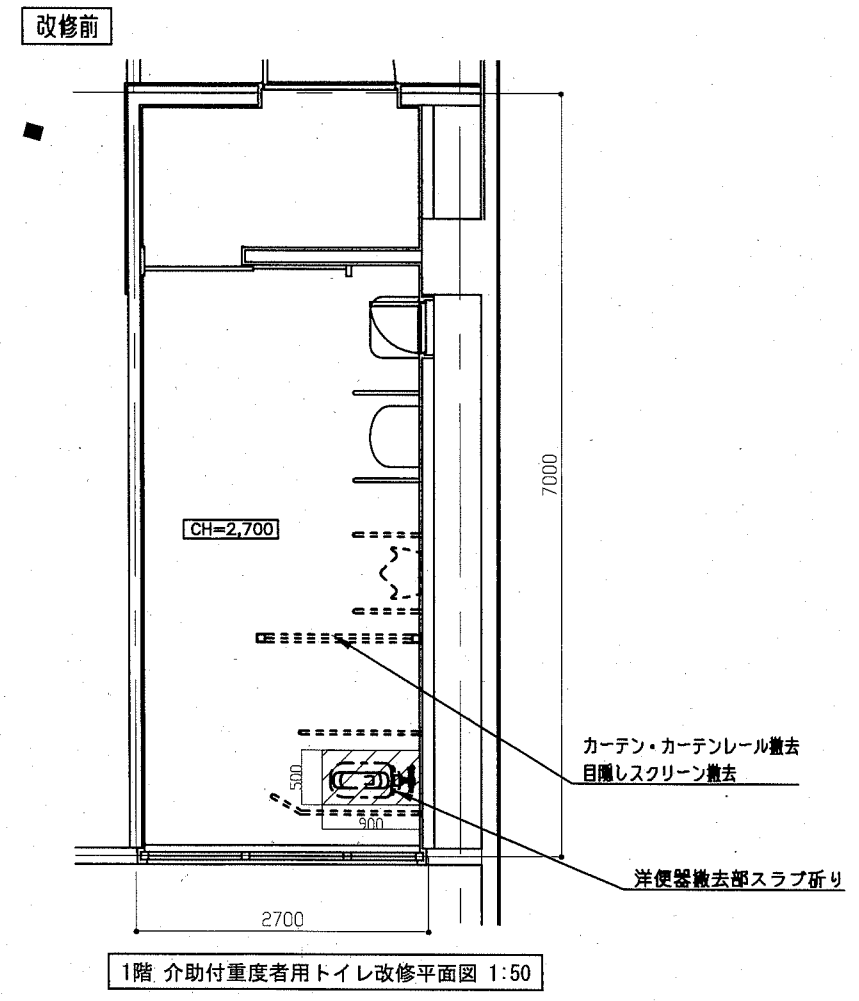 改修前
7000
CH=2,700
カーテン・カーテンレール撤去
目隠しスクリーン撤去
500
900
洋便器撤去部スラブ斫り
2700
1階 介助付重度者用トイレ改修平面図 1:50